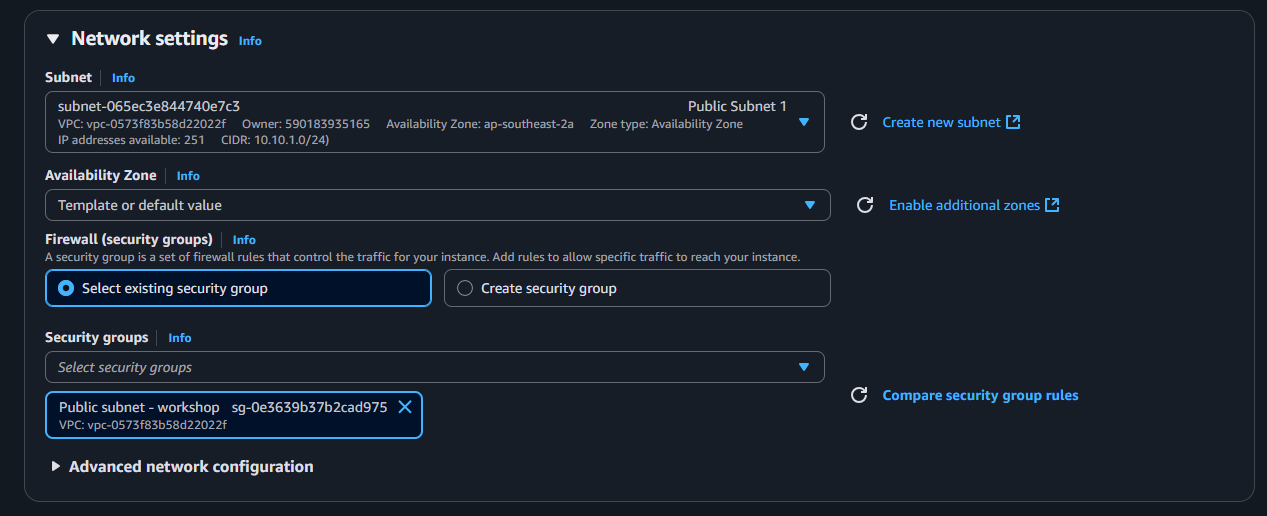 Network settings Info
Subnet Info
subnet-065ec3e844740e7c3 Public Subnet 1
VPC: vpc-0573f83b58d22022f Owner: 590183935165 Availability Zone: ap-southeast-2a Zone type: Availability Zone
IP addresses available: 251 CIDR: 10.10.1.0/24)
Create new subnet
Availability Zone Info
Template or default value
Enable additional zones
Firewall (security groups) Info
A security group is a set of firewall rules that control the traffic for your instance. Add rules to allow specific traffic to reach your instance.
Select existing security group
Create security group
Security groups Info
Select security groups
Public subnet - workshop sg-0e3639b37b2cad975
VPC: vpc-0573f83b58d22022f
Compare security group rules
Advanced network configuration